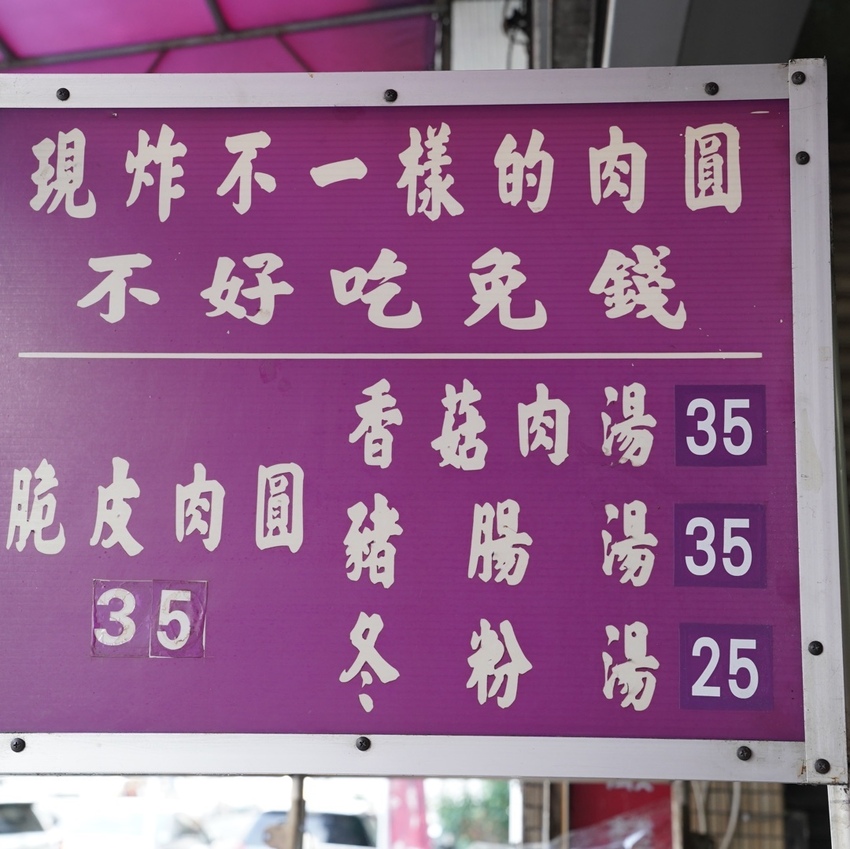 現炸不一樣的肉圓
不好吃免錢
脆皮肉圓
35
香菇肉湯 35
豬腸湯 35
冬粉湯 25